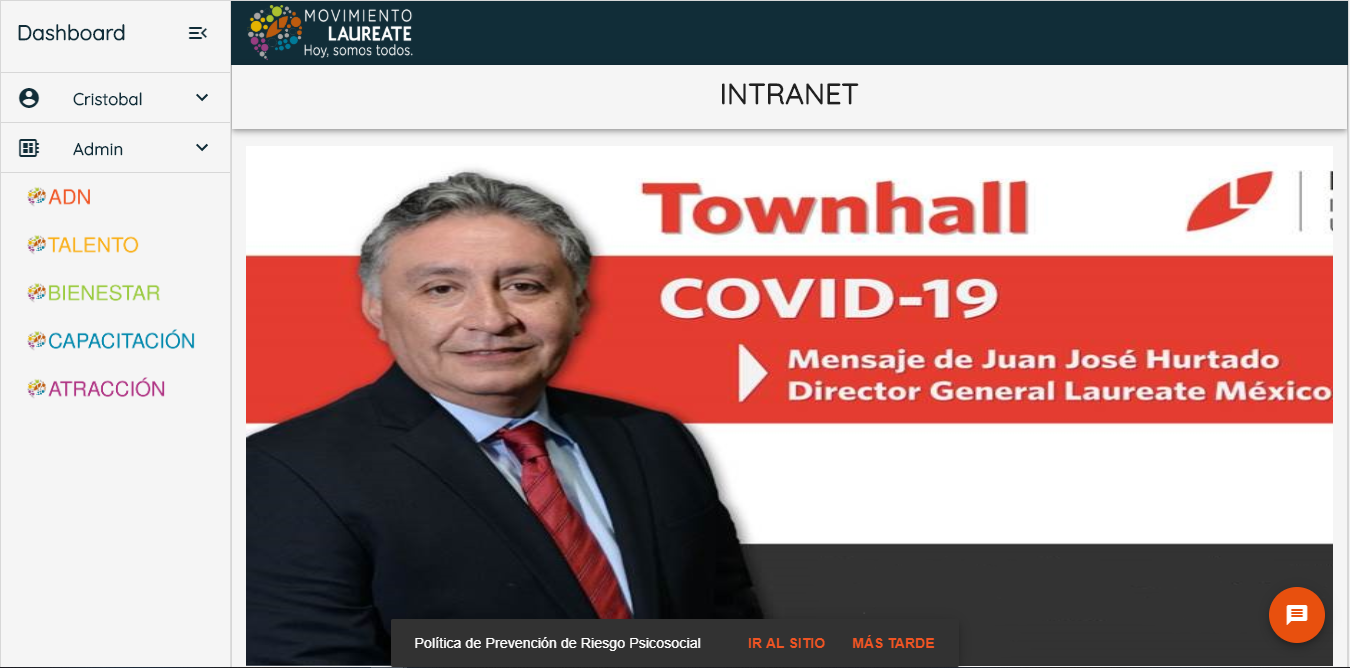 Dashboard
MOVIMIENTO
LAUREATE
Hoy, somos todos.
INTRANET
Cristobal
Admin
ADN
TALENTO
BIENESTAR
CAPACITACIÓN
ATRACCIÓN
Townhall
COVID-19
Mensaje de Juan José Hurtado
Director General Laureate México
Política de Prevención de Riesgo Psicosocial IR AL SITIO MÁS TARDE